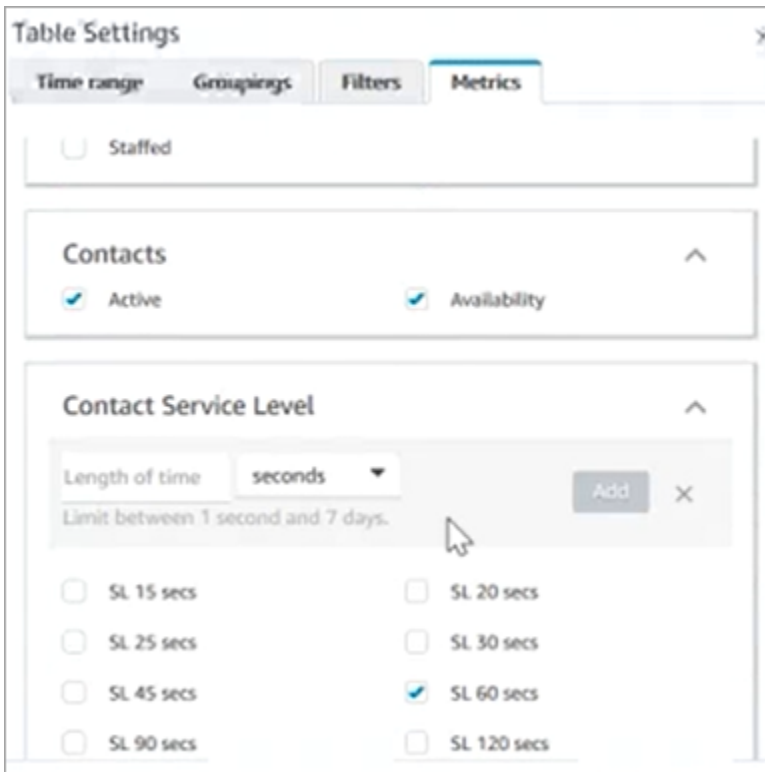 Table Settings
Time range Groupings Filters Metrics
Staffed
Contacts
Active Availability
Contact Service Level
Length of time seconds Add
Limit between 1 second and 7 days.
SL 15 secs SL 20 secs
SL 25 secs SL 30 secs
SL 45 secs SL 60 secs
SL 90 secs SL 120 secs